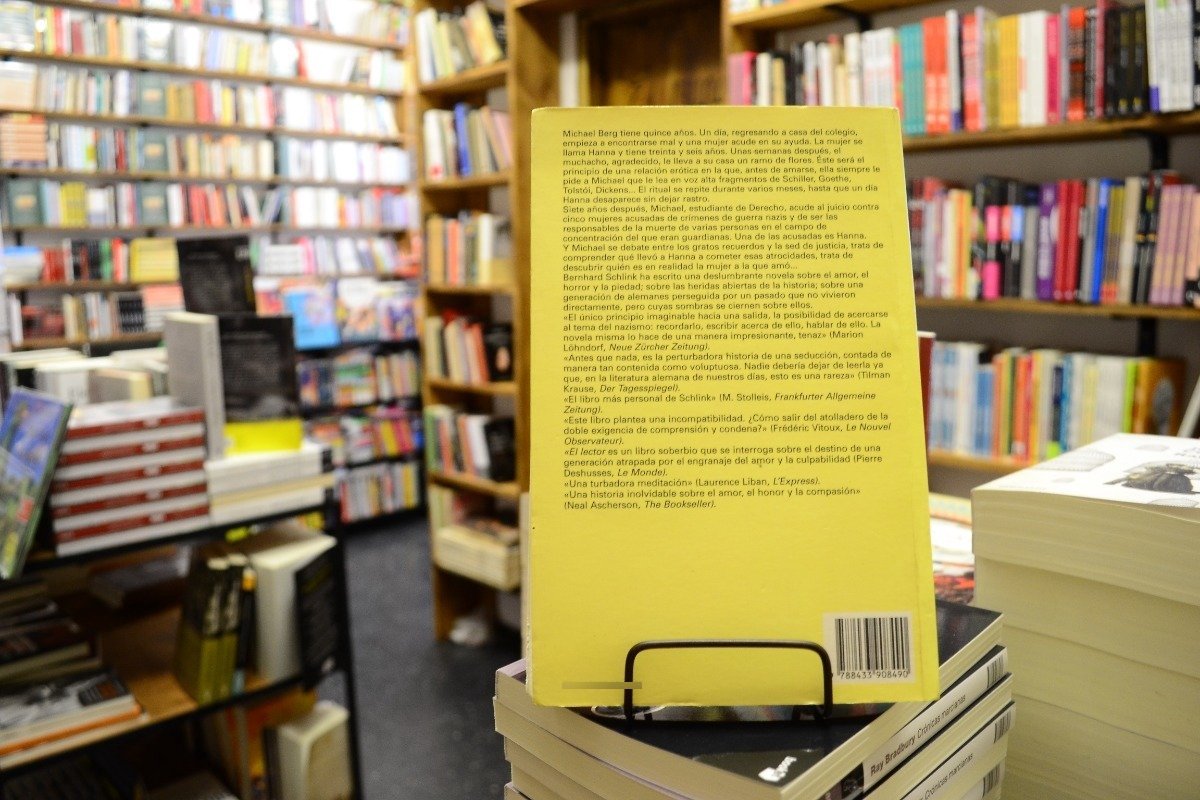 Michael Berg tiene quince años. Un día, regresando a casa del colegio,
empieza a encontrarse mal y una mujer acude en su ayuda. La mujer se
llama Hanna y tiene treinta y seis años. Unas semanas después, el
muchacho, agradecido, le lleva a su casa un ramo de flores. Éste será el
principio de una relación erótica en la que, antes de amarse, ella siempre le
pide a Michael que le lea en voz alta fragmentos de Schiller, Goethe,
Tolstói, Dickens... El ritual se repite durante varios meses, hasta que un día
Hanna desaparece sin dejar rastro.
Siete años después, Michael, estudiante de Derecho, acude al juicio contra
cinco mujeres acusadas de crímenes de guerra nazis y de ser las
responsables de la muerte de varias personas en el campo de
concentración del que eran guardianas. Una de las acusadas es Hanna.
Y Michael se debate entre los gratos recuerdos y la sed de justicia, trata de
comprender qué llevó a Hanna a cometer esas atrocidades, trata de
descubrir quién es en realidad la mujer a la que amó...
Bernhard Schlink ha escrito una deslumbrante novela sobre el amor, el
horror y la piedad; sobre las heridas abiertas de la historia; sobre una
generación de alemanes perseguida por un pasado que no vivieron
directamente, pero cuyas sombras se ciernen sobre ellos.
«El único principio imaginable hacia una salida, la posibilidad de acercarse
al tema del nazismo: recordarlo, escribir acerca de ello, hablar de ello. La
novela misma lo hace de una manera impresionante, tenaz» (Marion
Löhndorf, Neue Zürcher Zeitung).
«Antes que nada, es la perturbadora historia de una seducción, contada de
manera tan contenida como voluptuosa. Nadie debería dejar de leerla ya
que, en la literatura alemana de nuestros días, esto es una rareza» (Tilman
Krause, Der Tagesspiegel).
«El libro más personal de Schlink» (M. Stolleis, Frankfurter Allgemeine
Zeitung).
«Este libro plantea una incompatibilidad. ¿Cómo salir del atolladero de la
doble exigencia de comprensión y condena?» (Frédéric Vitoux, Le Nouvel
Observateur).
«El lector es un libro soberbio que se interroga sobre el destino de una
generación atrapada por el engranaje del amor y la culpabilidad (Pierre
Deshusses, Le Monde).
«Una turbadora meditación» (Laurence Liban, L'Express).
«Una historia inolvidable sobre el amor, el honor y la compasión»
(Neal Ascherson, The Bookseller).
788433 908490
Ray Bradbury Crónicas marcianas
Crónicas marcianas